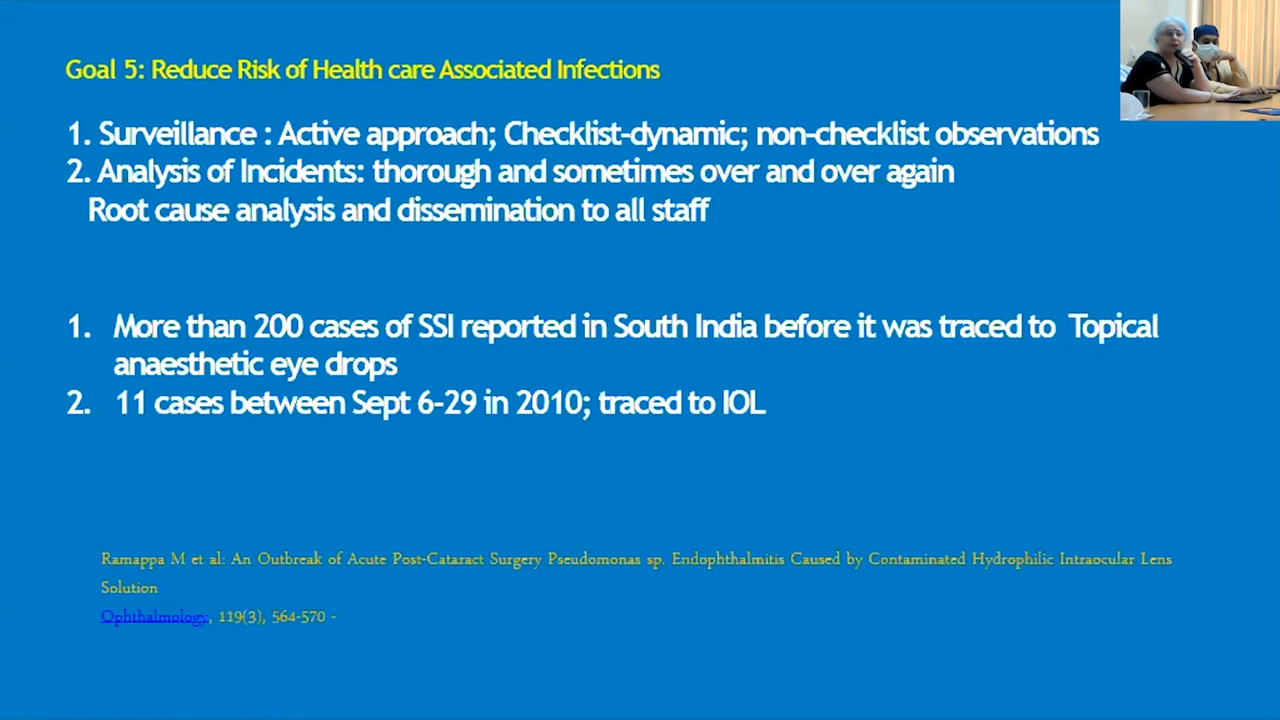 Goal 5: Reduce Risk of Health care Associated Infections
1. Surveillance : Active approach; Checklist-dynamic; non-checklist observations
2. Analysis of Incidents: thorough and sometimes over and over again
Root cause analysis and dissemination to all staff
1. More than 200 cases of SSI reported in South India before it was traced to Topical
anaesthetic eye drops
2. 11 cases between Sept 6-29 in 2010; traced to IOL
Ramappa M et al: An Outbreak of Acute Post-Cataract Surgery Pseudomonas sp. Endophthalmitis Caused by Contaminated Hydrophilic Intraocular Lens
Solution
Ophthalmology, 119(3), 564-570 -